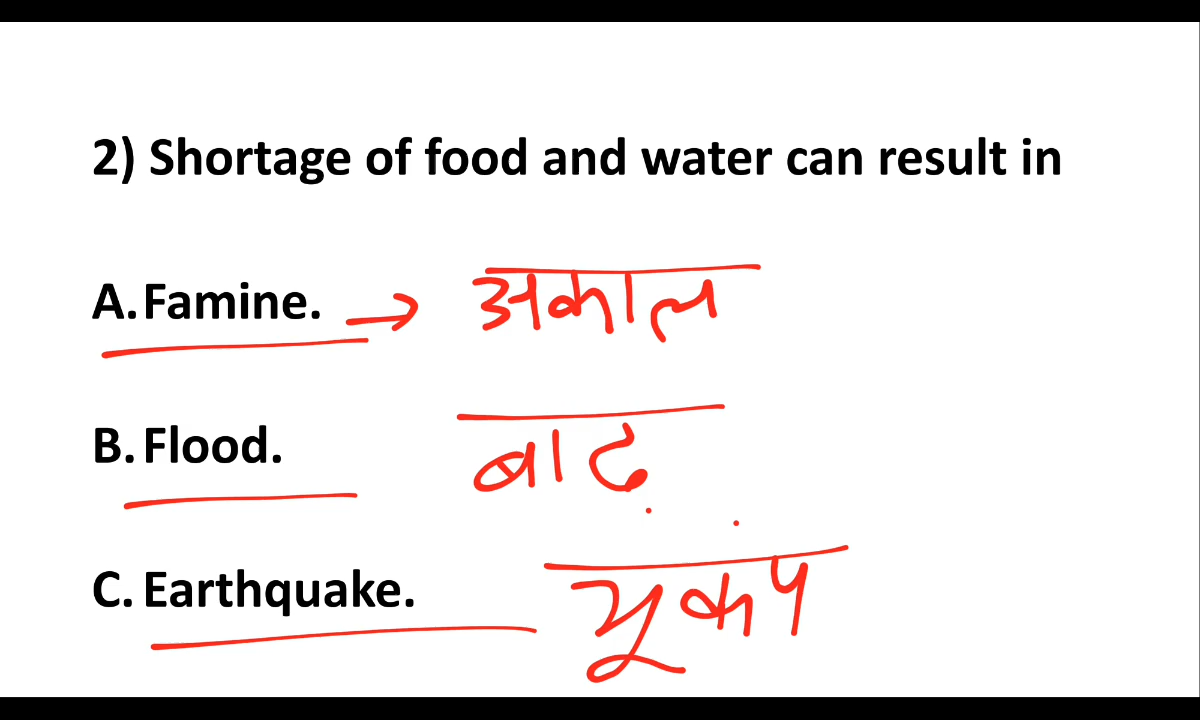 2) Shortage of food and water can result in
A. Famine. → अकाल
B. Flood. बाढ़
C. Earthquake. भूकंप